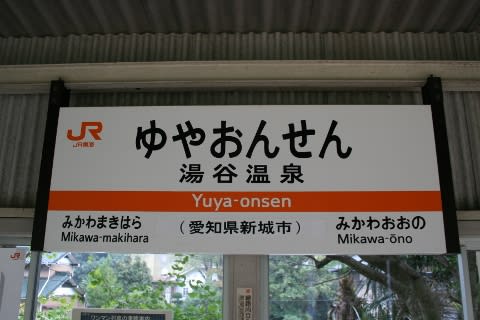 JR
JR東海
ゆやおんせん
湯谷温泉
Yuya-onsen
みかわまきはら
Mikawa-makihara
（愛知県新城市）
みかわおおの
Mikawa-ōno
JR